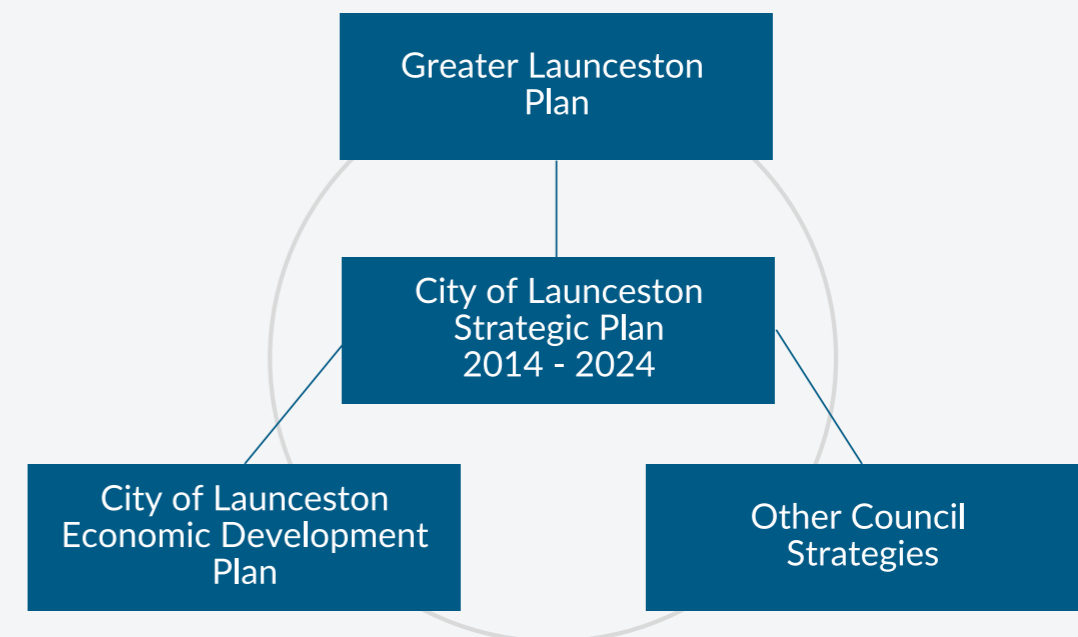 Greater Launceston
Plan
City of Launceston
Strategic Plan
2014 - 2024
City of Launceston
Economic Development
Plan
Other Council
Strategies